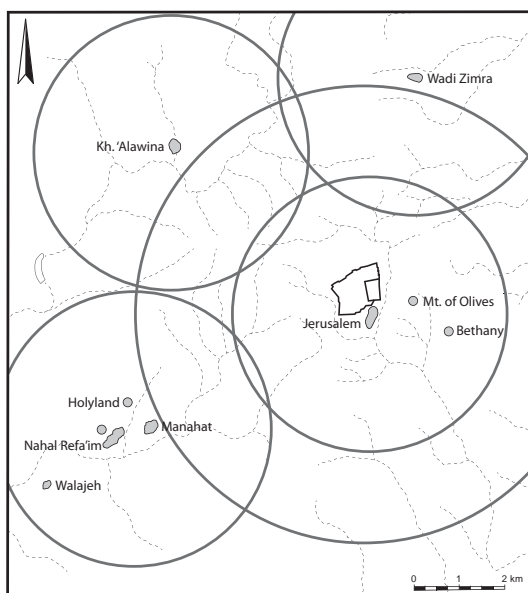 Wadi Zimra
Kh. ‘Alawina
Mt. of Olives
Jerusalem
Bethany
Holyland
Manahat
Nahal Refa’im
Walajeh
0 1 2 km